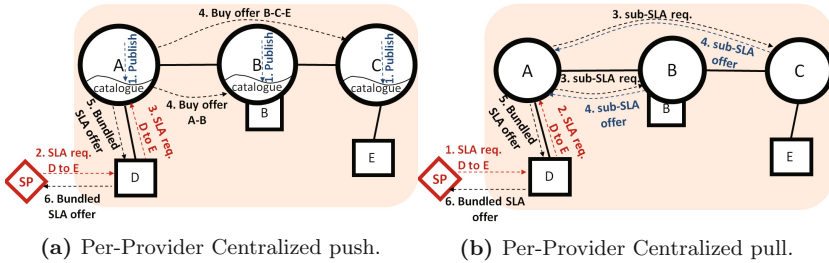 4. Buy offer B-C-E
A
1. Publish
catalogue
B
1. Publish
catalogue
C
1. Publish
catalogue
4. Buy offer
A-B
B
5. Bundled
SLA offer
3. SLA req.
D to E
2. SLA req.
D to E
SP
D
E
6. Bundled
SLA offer
(a) Per-Provider Centralized push.
3. sub-SLA req.
4. sub-SLA
offer
A
B
C
3. sub-SLA req.
4. sub-SLA
offer
B
5. Bundled
SLA offer
2. SLA req.
D to E
1. SLA req.
D to E
SP
D
E
6. Bundled SLA
offer
(b) Per-Provider Centralized pull.